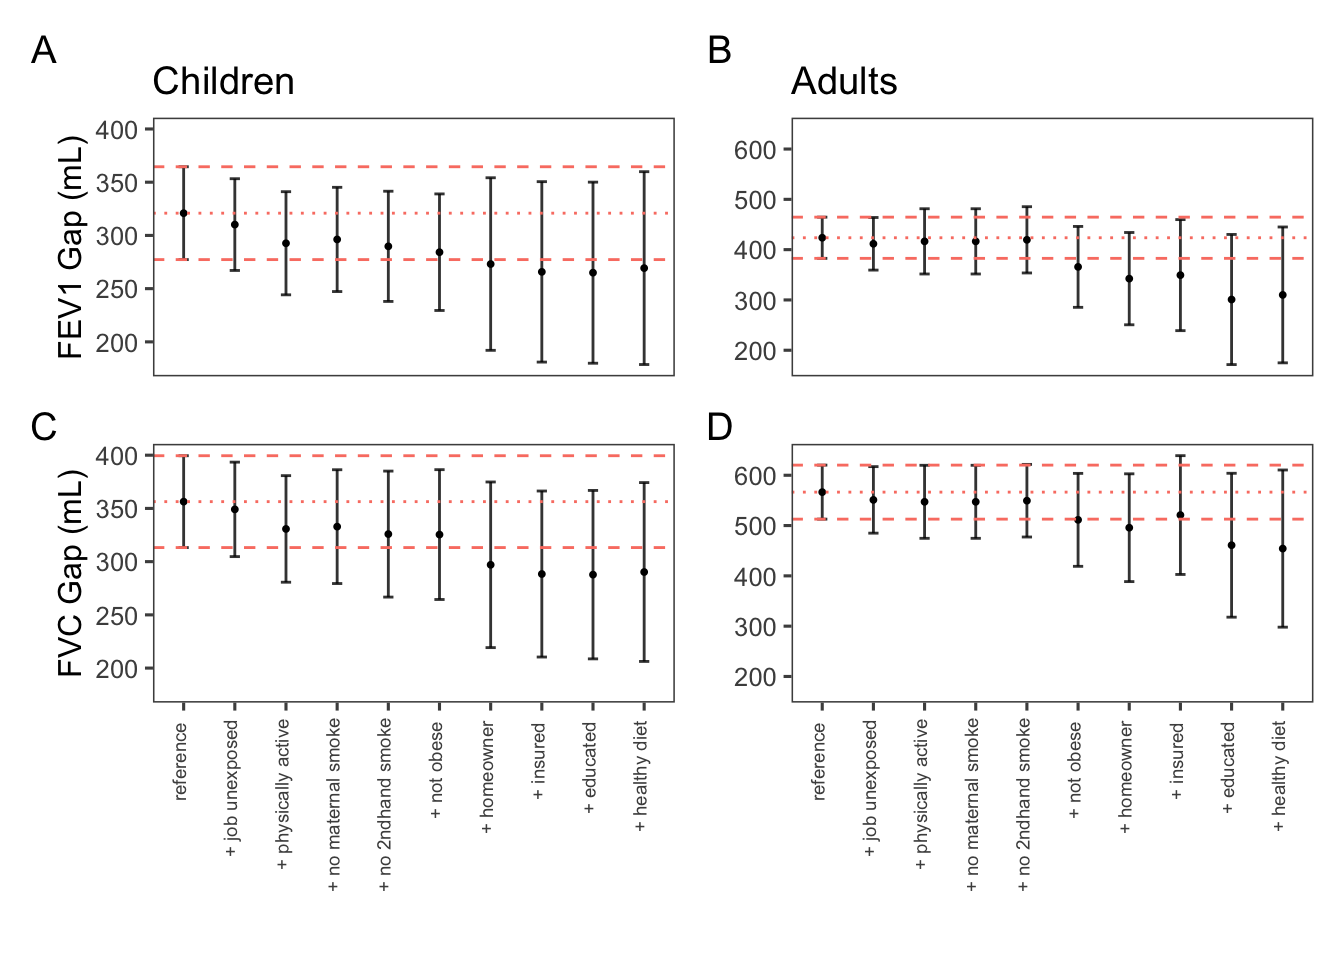 A
Children
FEV1 Gap (mL)
400
350
300
250
200
B
Adults
600
500
400
300
200
C
FVC Gap (mL)
400
350
300
250
200
reference
+ job unexposed
+ physically active
+ no maternal smoke
+ no 2ndhand smoke
+ not obese
+ homeowner
+ insured
+ educated
+ healthy diet
D
600
500
400
300
200
reference
+ job unexposed
+ physically active
+ no maternal smoke
+ no 2ndhand smoke
+ not obese
+ homeowner
+ insured
+ educated
+ healthy diet